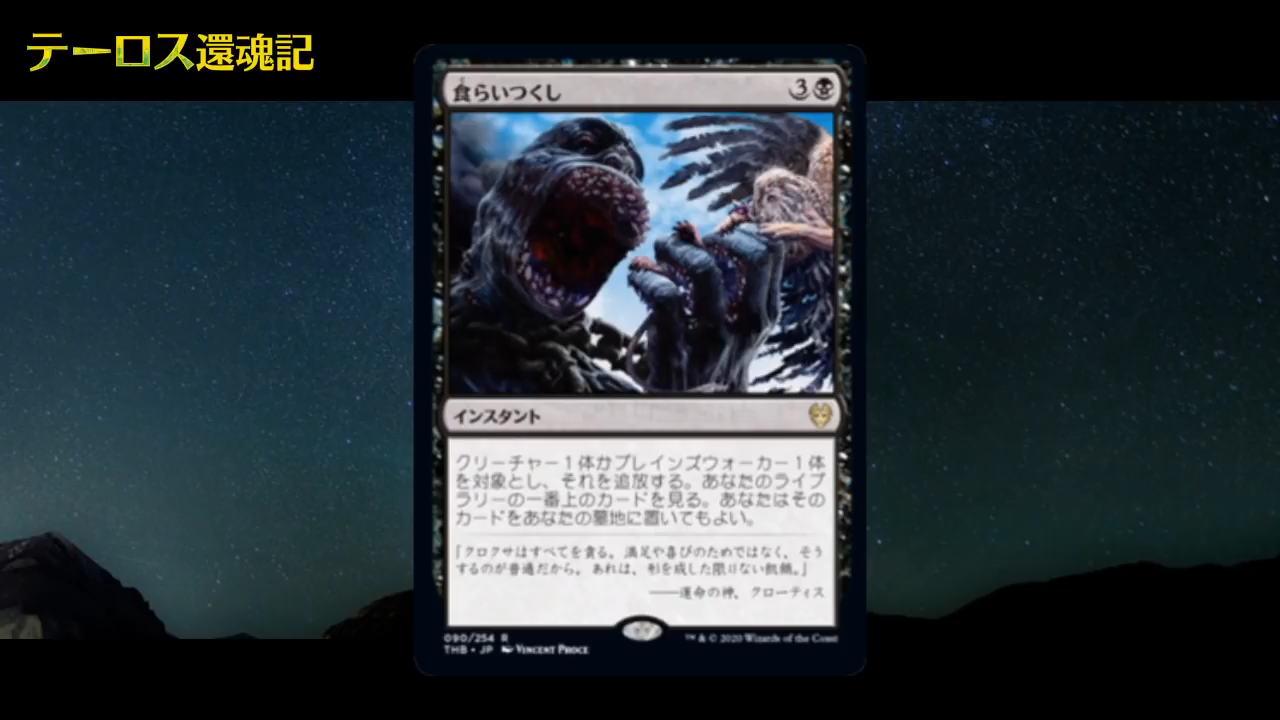 テーロス還魂記
食らいつくし
3
インスタント
クリーチャー1体かプレインズウォーカー1体
を対象とし、それを追放する。あなたのライブ
ラリーの一番上のカードを見る。あなたはその
カードをあなたの墓地に置いてもよい。
「クロクサはすべてを貪る。満足や喜びのためではなく、そう
するのが普通だから。あれは、形を成した限りない飢餓。」
——運命の神、クローティス
090/254 R
THB • JP VINCENT PROCE
™ & © 2020 Wizards of the Coast